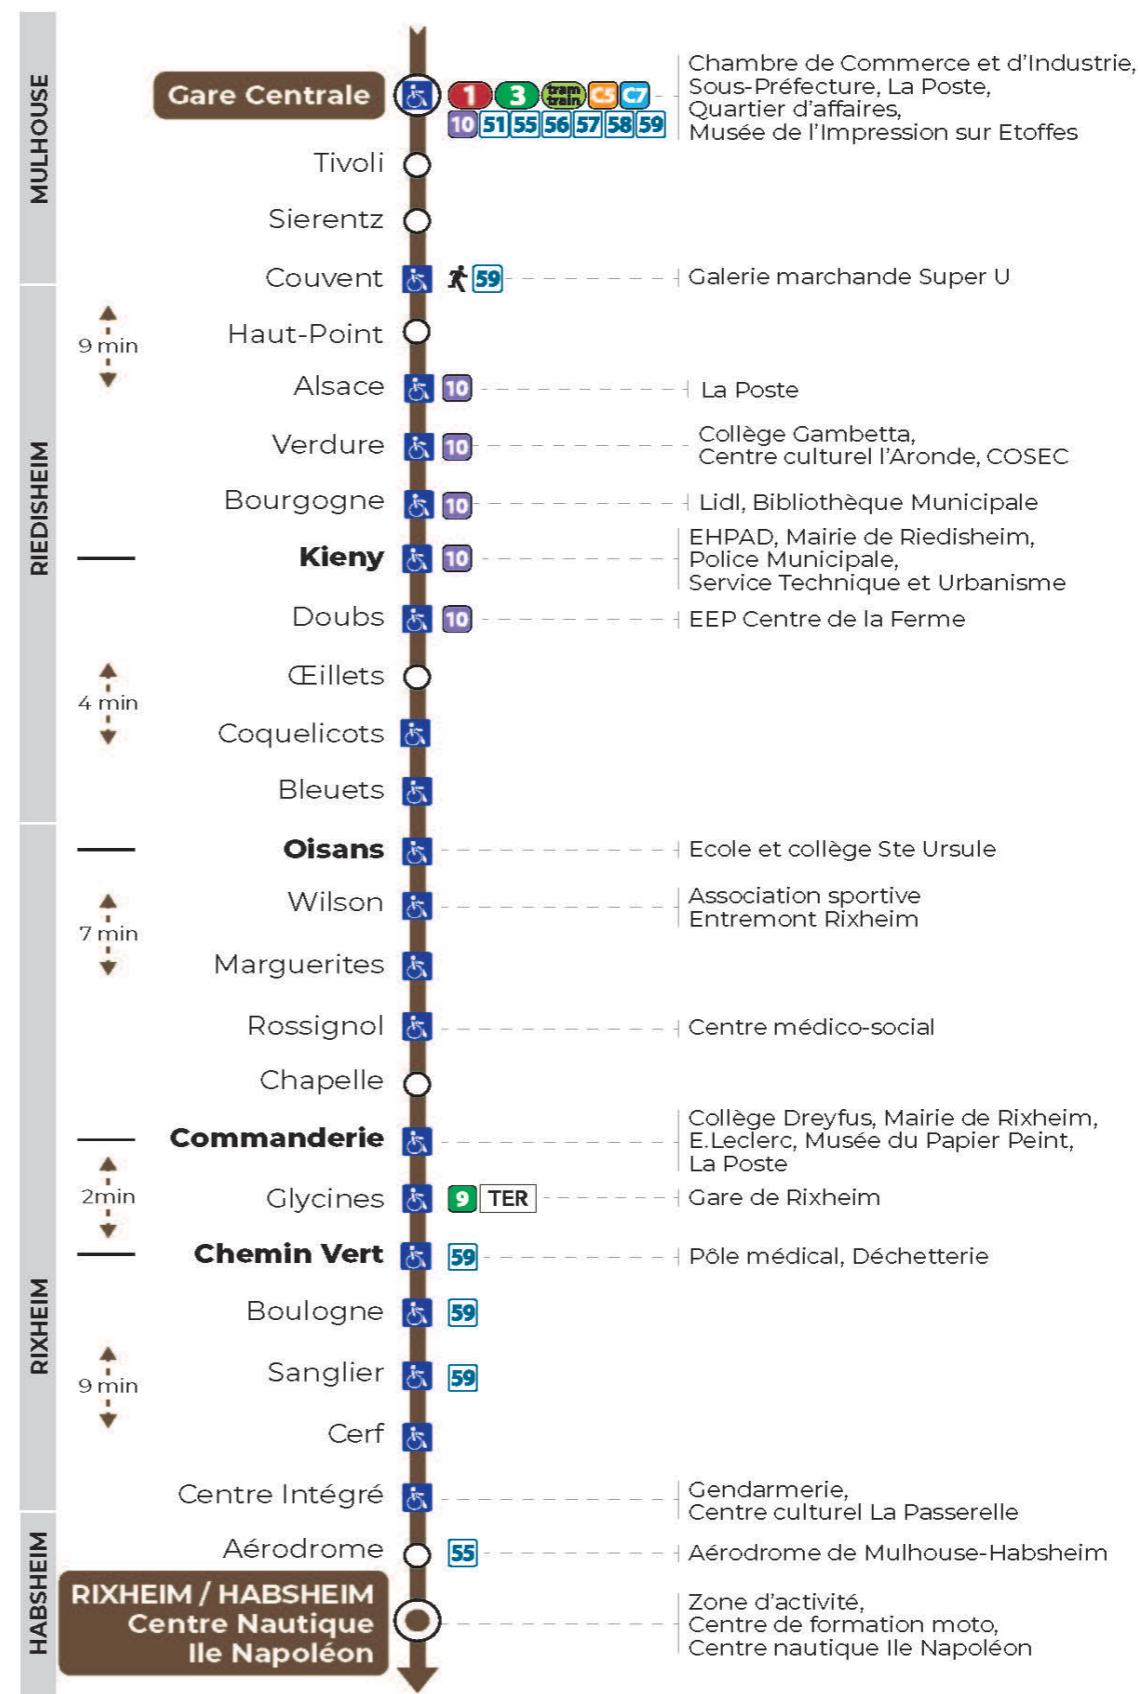 MULHOUSE
Gare Centrale
1 3 tram train C5 C7
10 51 55 56 57 58 59
Chambre de Commerce et d'Industrie,
Sous-Préfecture, La Poste,
Quartier d'affaires,
Musée de l'Impression sur Etoffes
Tivoli
Sierentz
Couvent 59 Galerie marchande Super U
RIEDISHEIM
9 min
Haut-Point
Alsace 10 La Poste
Verdure 10
Collège Gambetta,
Centre culturel l'Aronde, COSEC
Bourgogne 10 Lidl, Bibliothèque Municipale
Kieny 10
EHPAD, Mairie de Riedisheim,
Police Municipale,
Service Technique et Urbanisme
Doubs 10 EEP Centre de la Ferme
Œillets
4 min
Coquelicots
Bleuets
RIXHEIM
Oisans Ecole et collège Ste Ursule
Wilson
Association sportive
Entremont Rixheim
7 min
Marguerites
Rossignol Centre médico-social
Chapelle
Commanderie
Collège Dreyfus, Mairie de Rixheim,
E.Leclerc, Musée du Papier Peint,
La Poste
2min
Glycines 9 TER Gare de Rixheim
Chemin Vert 59 Pôle médical, Déchetterie
Boulogne 59
Sanglier 59
9 min
Cerf
Centre Intégré
Gendarmerie,
Centre culturel La Passerelle
HABSHEIM
Aérodrome 55 Aérodrome de Mulhouse-Habsheim
RIXHEIM / HABSHEIM
Centre Nautique
Ile Napoléon
Zone d'activité,
Centre de formation moto,
Centre nautique Ile Napoléon